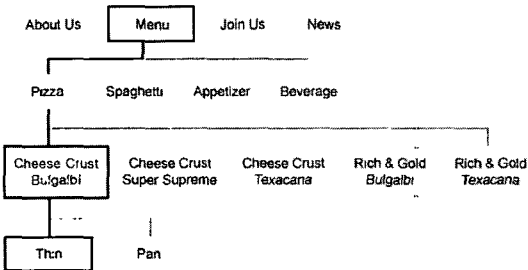 About Us Menu Join Us News
Pizza Spaghetti Appetizer Beverage
Cheese Crust Cheese Crust Cheese Crust Rich & Gold Rich & Gold
Bulgalbi Super Supreme Texacana Bulgalbi Texacana
Thin Pan